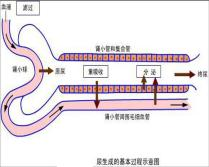 血液
滤过
肾小管和集合管
肾小球
原尿
重吸收
分泌
终尿
肾小管周围毛细血管
尿生成的基本过程示意图